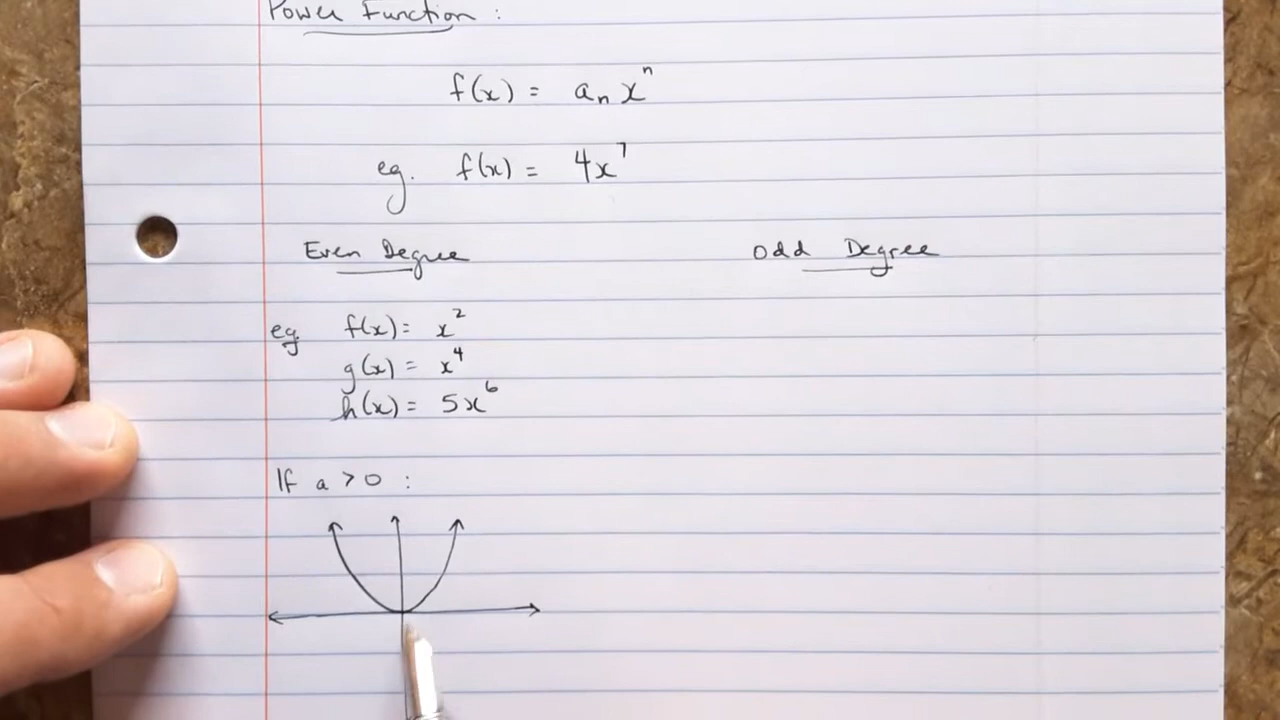 Power Function :
f(x) = aₙxⁿ
eg. f(x) = 4x⁷
Even Degree
Odd Degree
eg f(x) = x²
g(x) = x⁴
h(x) = 5x⁶
If a > 0 :